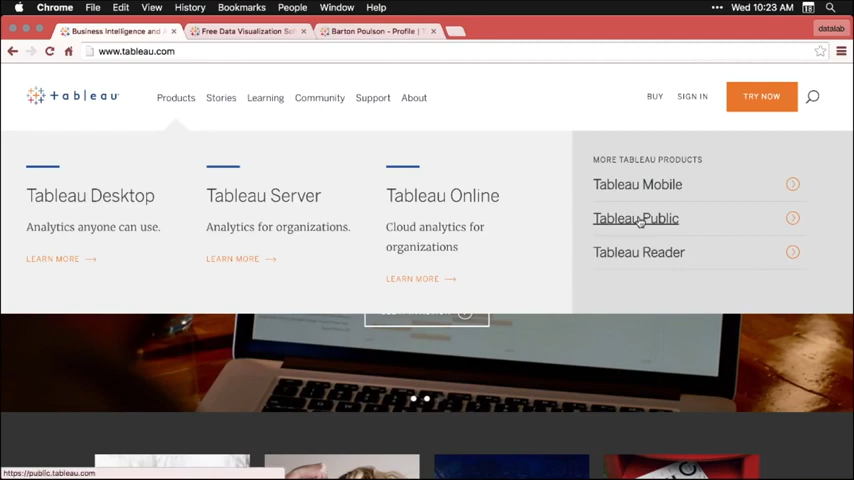 Chrome File Edit View History Bookmarks People Window Help
Wed 10:23 AM
Business Intelligence and A
Free Data Visualization So
Barton Poulson - Profile | T
datalab
www.tableau.com
tableau
Products Stories Learning Community Support About
BUY SIGN IN TRY NOW
MORE TABLEAU PRODUCTS
Tableau Desktop
Analytics anyone can use.
LEARN MORE
Tableau Server
Analytics for organizations.
LEARN MORE
Tableau Online
Cloud analytics for
organizations
LEARN MORE
Tableau Mobile
Tableau Public
Tableau Reader
https://public.tableau.com